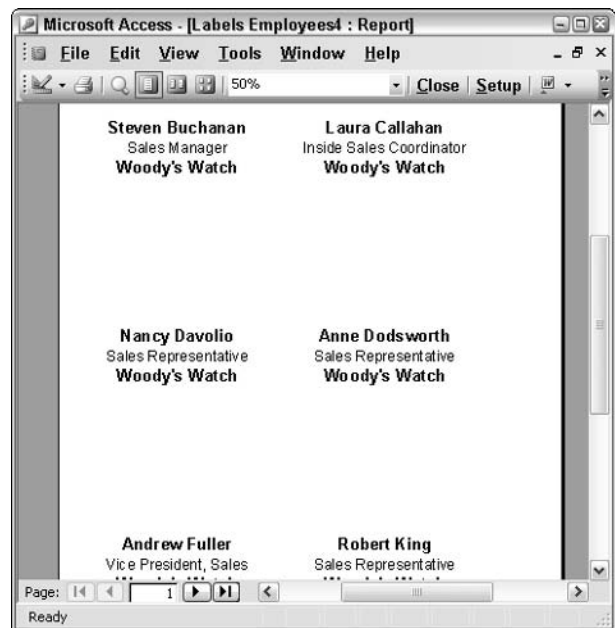 Microsoft Access - [Labels Employees4 : Report]
File Edit View Tools Window Help
50% Close Setup
Steven Buchanan Laura Callahan
Sales Manager Inside Sales Coordinator
Woody's Watch Woody's Watch
Nancy Davolio Anne Dodsworth
Sales Representative Sales Representative
Woody's Watch Woody's Watch
Andrew Fuller Robert King
Vice President, Sales Sales Representative
Page: 1
Ready